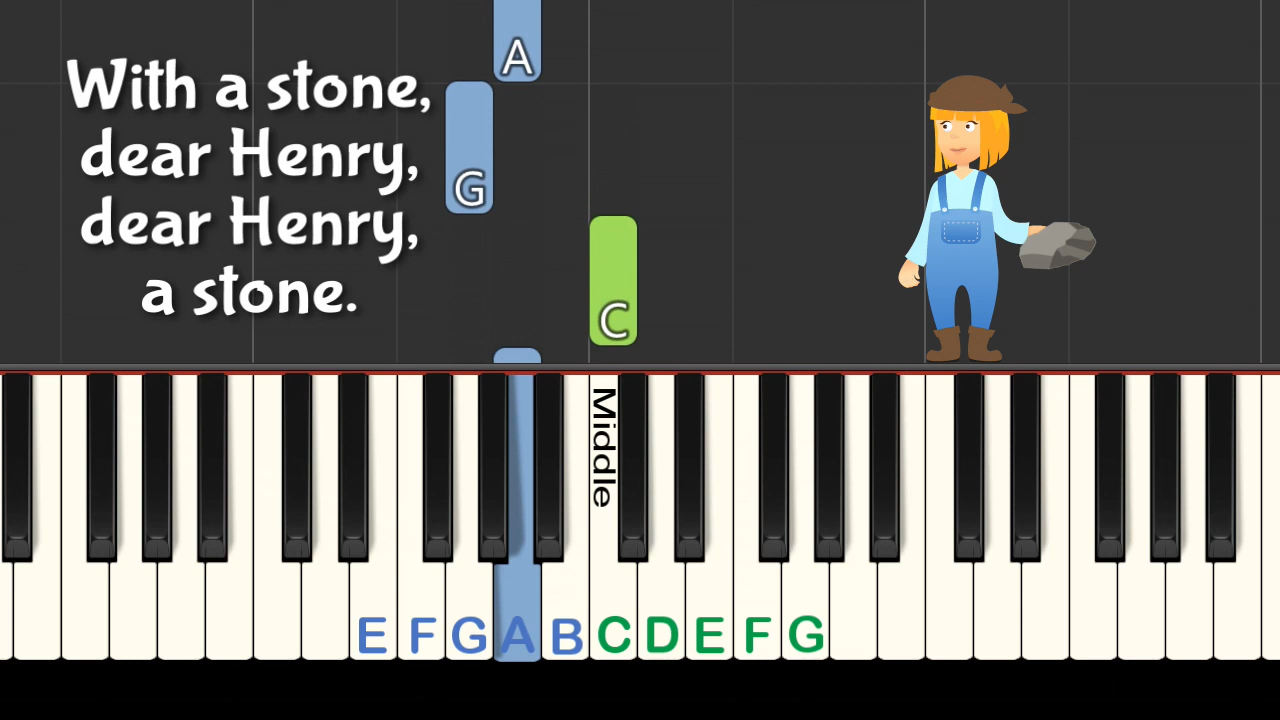 With a stone,
dear Henry,
dear Henry,
a stone.
A
G
C
Middle
E F G A B C D E F G